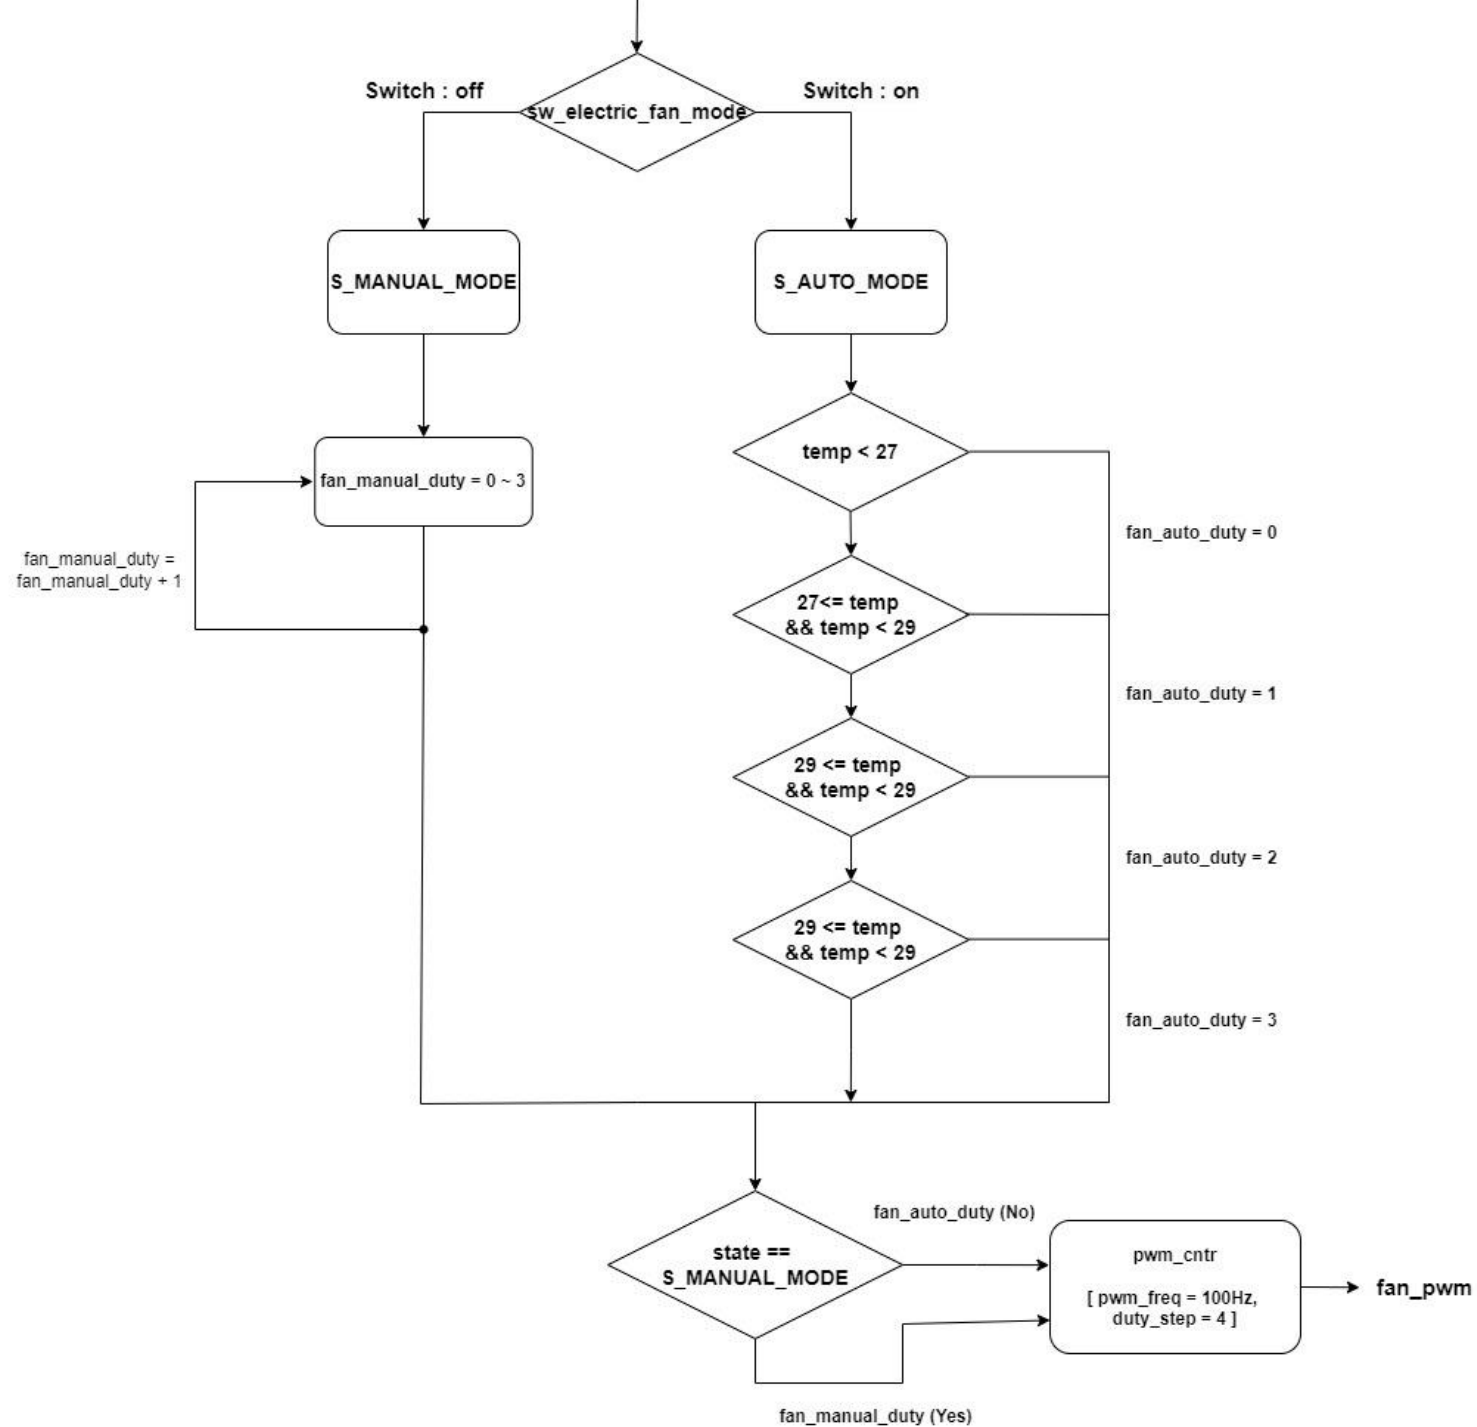 Switch : off
Switch : on
sw_electric_fan_mode
S_MANUAL_MODE
S_AUTO_MODE
temp < 27
fan_manual_duty = 0 ~ 3
fan_auto_duty = 0
fan_manual_duty =
fan_manual_duty + 1
27<= temp
&& temp < 29
fan_auto_duty = 1
29 <= temp
&& temp < 29
fan_auto_duty = 2
29 <= temp
&& temp < 29
fan_auto_duty = 3
fan_auto_duty (No)
state ==
S_MANUAL_MODE
pwm_cntr
[ pwm_freq = 100Hz,
duty_step = 4 ]
fan_pwm
fan_manual_duty (Yes)